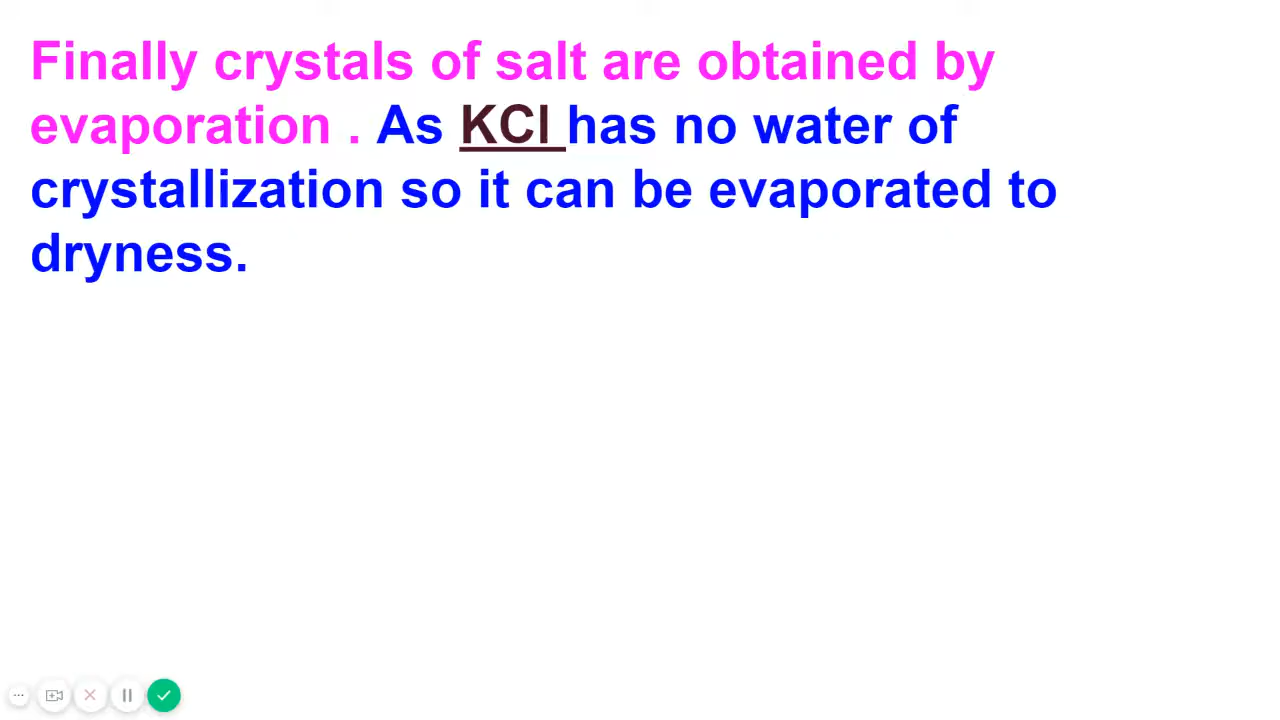 Finally crystals of salt are obtained by
evaporation . As KCl has no water of
crystallization so it can be evaporated to
dryness.